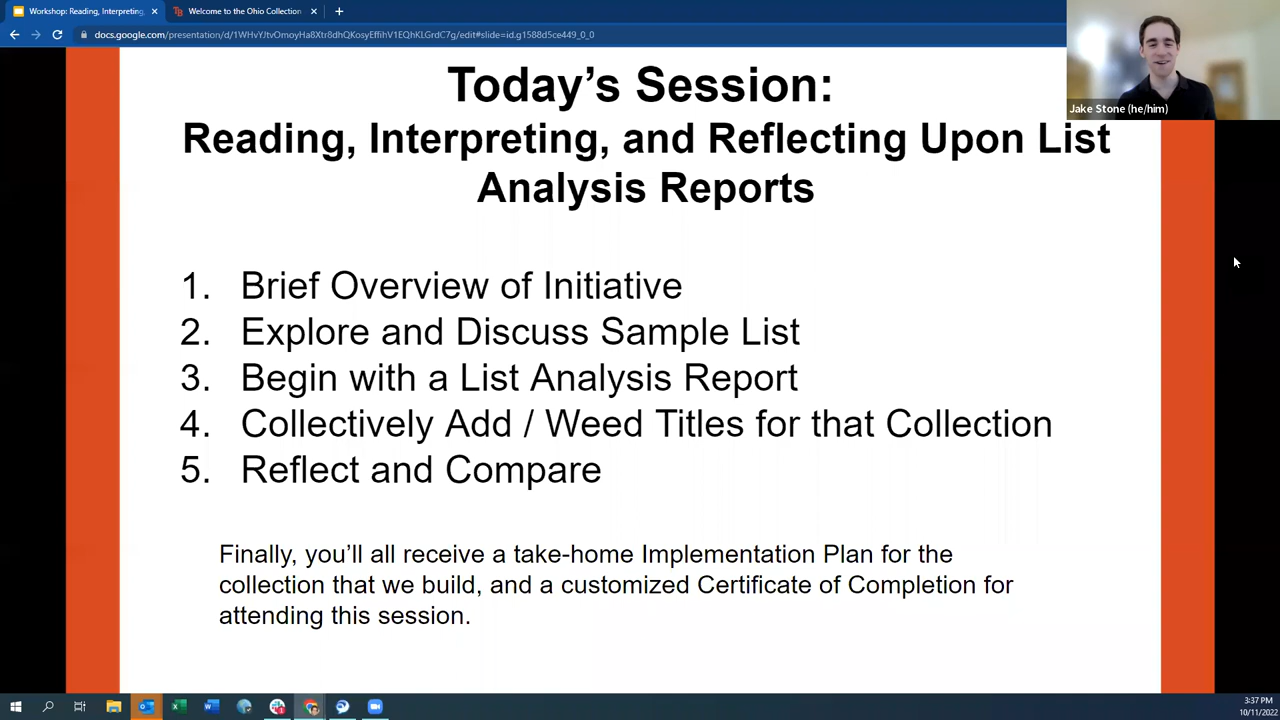 Workshop: Reading, Interpreting,
Welcome to the Ohio Collection
docs.google.com/presentation/d/1WHvYJtvOmoyHa8Xtr8dhQKosyEffihV1EQhKLGrdC7g/edit#slide=id.g1588d5ce449_0_0
Jake Stone (he/him)
Today’s Session:
Reading, Interpreting, and Reflecting Upon List
Analysis Reports
1. Brief Overview of Initiative
2. Explore and Discuss Sample List
3. Begin with a List Analysis Report
4. Collectively Add / Weed Titles for that Collection
5. Reflect and Compare
Finally, you’ll all receive a take-home Implementation Plan for the
collection that we build, and a customized Certificate of Completion for
attending this session.
3:37 PM
10/11/2022